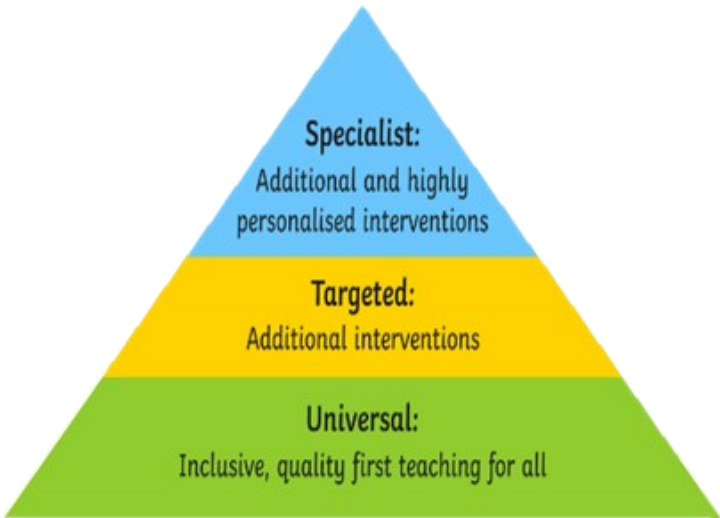 Specialist:
Additional and highly
personalised interventions
Targeted:
Additional interventions
Universal:
Inclusive, quality first teaching for all